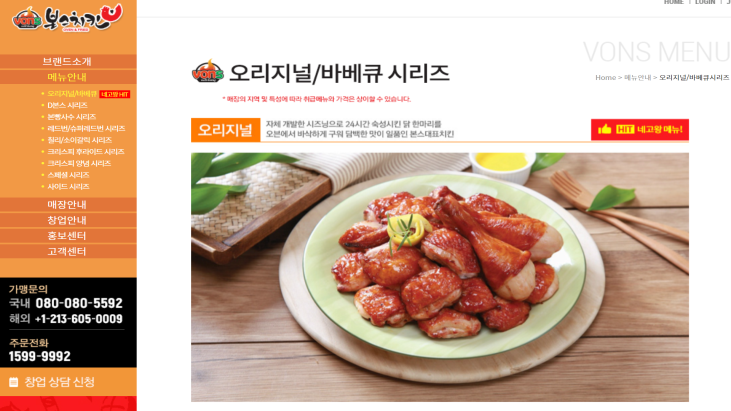 HOME | LOGIN | J
VONS
본스치킨
브랜드소개
메뉴안내
오리지널/바베큐 네고왕 HIT
D본스 시리즈
본빵사수 시리즈
레드번/슈퍼레드번 시리즈
칠리/소이갈릭 시리즈
크리스피 후라이드 시리즈
크리스피 양념 시리즈
스페셜 시리즈
사이드 시리즈
매장안내
창업안내
홍보센터
고객센터
가맹문의
국내 080-080-5592
해외 +1-213-605-0009
주문전화
1599-9992
창업 상담 신청
VONS MENU
VONS 오리지널/바베큐 시리즈
Home > 메뉴안내 > 오리지널/바베큐시리즈
* 매장의 지역 및 특성에 따라 취급메뉴와 가격은 상이할 수 있습니다.
오리지널
자체 개발한 시즈닝으로 24시간 숙성시킨 닭 한마리를
오븐에서 바삭하게 구워 담백한 맛이 일품인 본스대표치킨
HIT 네고왕 메뉴!